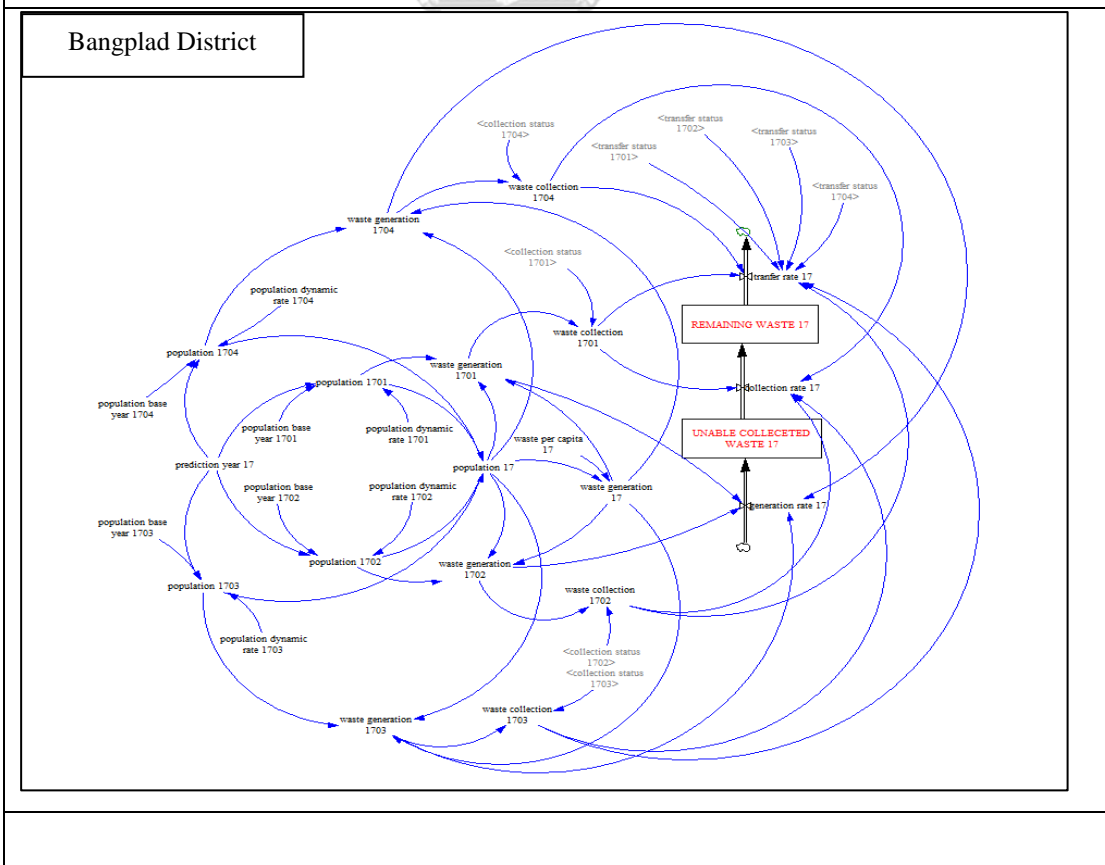 Bangplad District
<collection status
1704>
<transfer status
1701>
<transfer status
1702>
<transfer status
1703>
<transfer status
1704>
waste collection
1704
waste generation
1704
<collection status
1701>
population dynamic
rate 1704
tranfer rate 17
REMAINING WASTE 17
waste collection
1701
population 1704
waste generation
1701
population 1701
collection rate 17
population base
year 1704
population base
year 1701
population dynamic
rate 1701
waste per capita
17
UNABLE COLLECETED
WASTE 17
prediction year 17
population 17
population base
year 1702
population dynamic
rate 1702
waste generation
17
generation rate 17
population base
year 1703
population 1702
waste generation
1702
population 1703
waste collection
1702
population dynamic
rate 1703
<collection status
1702>
<collection status
1703>
waste generation
1703
waste collection
1703